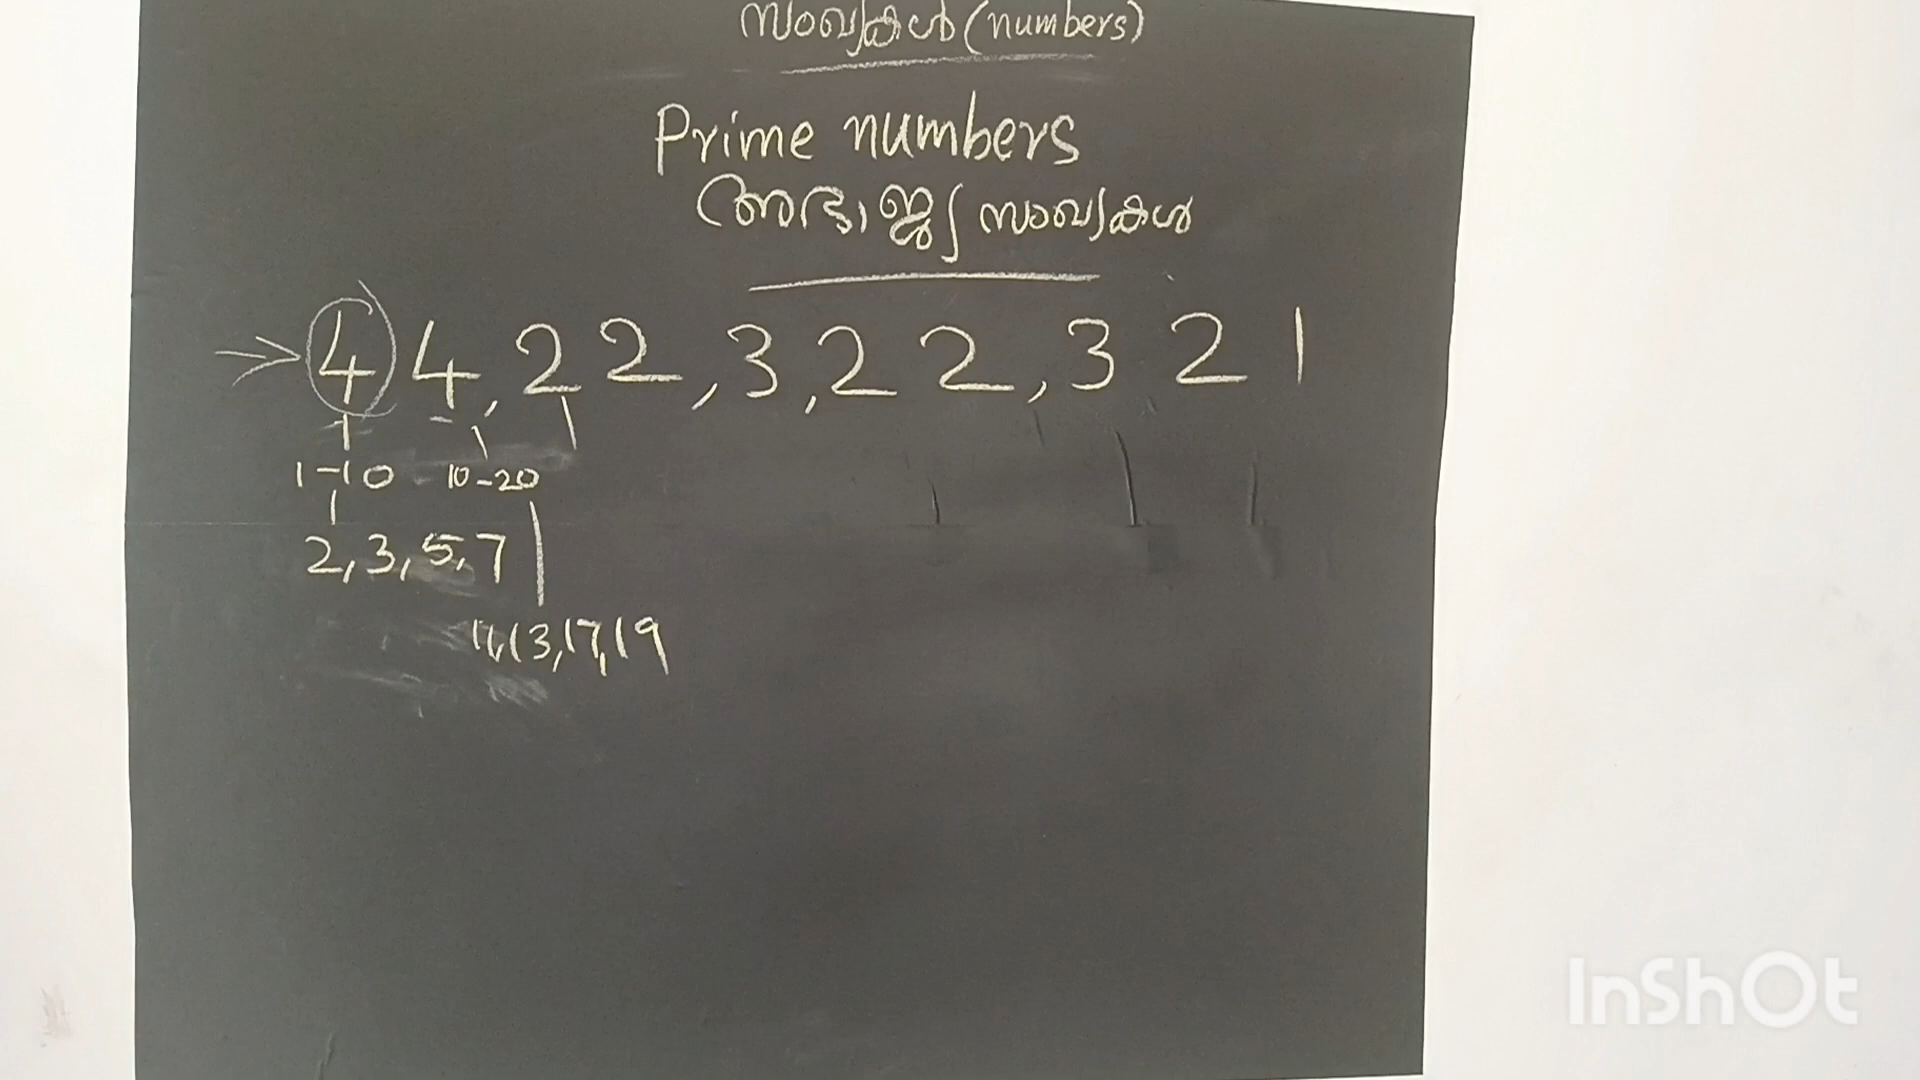 സംഖ്യകൾ (numbers)
Prime numbers
അഭാജ്യ സംഖ്യകൾ
→ 4 4, 2 2, 3, 2 2, 3 2 1
1-10 10-20
2, 3, 5, 7
11, 13, 17, 19
InShOt